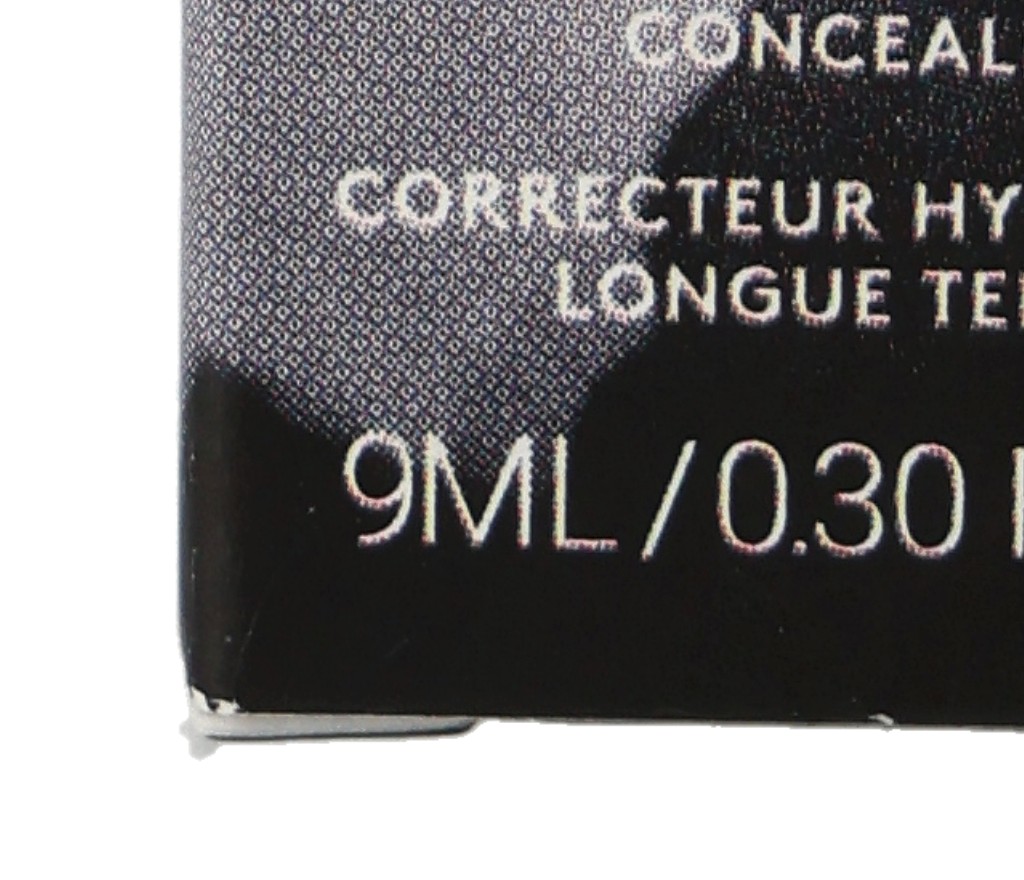 CONCEAL
CORRECTEUR HY
LONGUE TE
9ML / 0.30